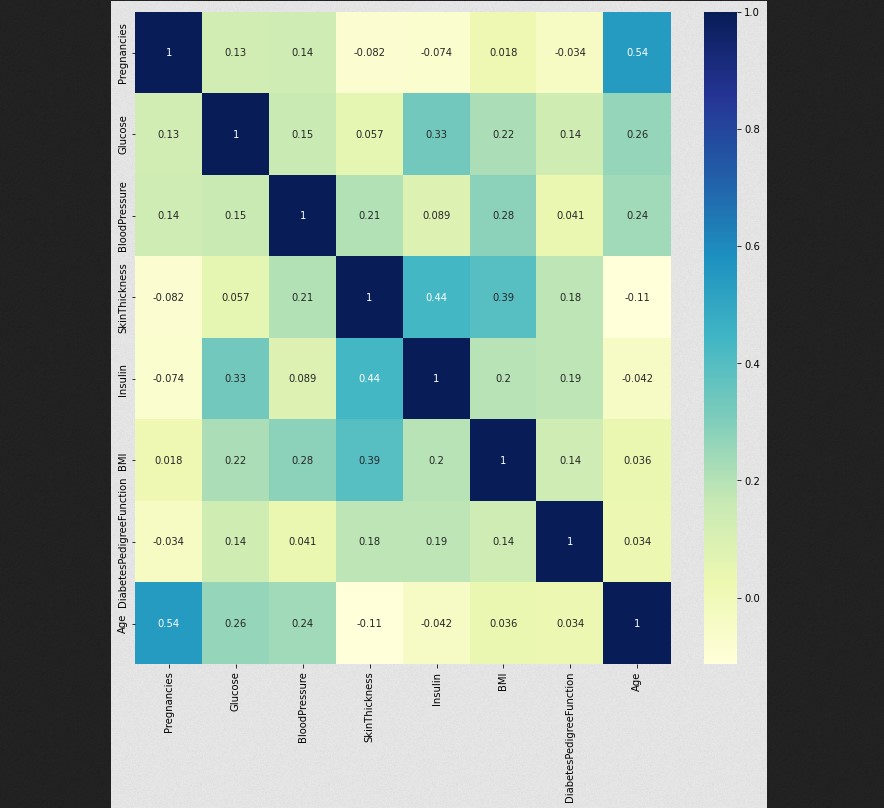 Pregnancies 1 0.13 0.14 -0.082 -0.074 0.018 -0.034 0.54
Glucose 0.13 1 0.15 0.057 0.33 0.22 0.14 0.26
BloodPressure 0.14 0.15 1 0.21 0.089 0.28 0.041 0.24
SkinThickness -0.082 0.057 0.21 1 0.44 0.39 0.18 -0.11
Insulin -0.074 0.33 0.089 0.44 1 0.2 0.19 -0.042
BMI 0.018 0.22 0.28 0.39 0.2 1 0.14 0.036
DiabetesPedigreeFunction -0.034 0.14 0.041 0.18 0.19 0.14 1 0.034
Age 0.54 0.26 0.24 -0.11 -0.042 0.036 0.034 1
Pregnancies Glucose BloodPressure SkinThickness Insulin BMI DiabetesPedigreeFunction Age
1.0
0.8
0.6
0.4
0.2
0.0